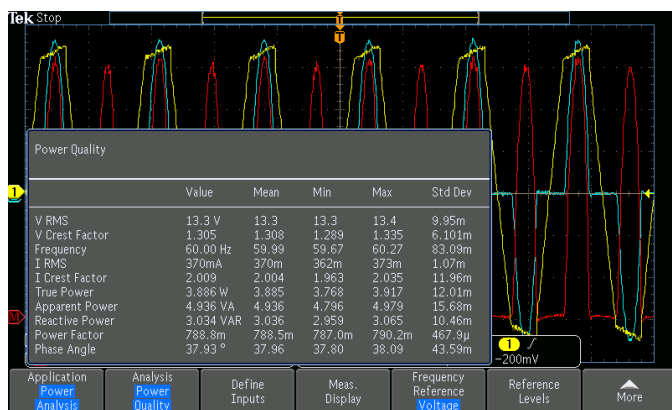 Tek Stop
T
T
Power Quality
Value Mean Min Max Std Dev
1
V RMS 13.3 V 13.3 13.3 13.4 9.95m
V Crest Factor 1.305 1.308 1.289 1.335 6.101m
Frequency 60.00 Hz 59.99 59.67 60.27 83.09m
I RMS 370mA 370m 362m 373m 1.07m
I Crest Factor 2.009 2.004 1.963 2.035 11.96m
True Power 3.886 W 3.885 3.768 3.917 12.01m
Apparent Power 4.936 VA 4.936 4.796 4.979 15.68m
Reactive Power 3.034 VAR 3.036 2.959 3.065 10.46m
M
Power Factor 788.8m 788.5m 787.0m 790.2m 467.9µ
Phase Angle 37.93 º 37.96 37.80 38.09 43.59m
1
-200mV
Application
Power
Analysis
Analysis
Power
Quality
Define
Inputs
Meas.
Display
Frequency
Reference
Voltage
Reference
Levels
More